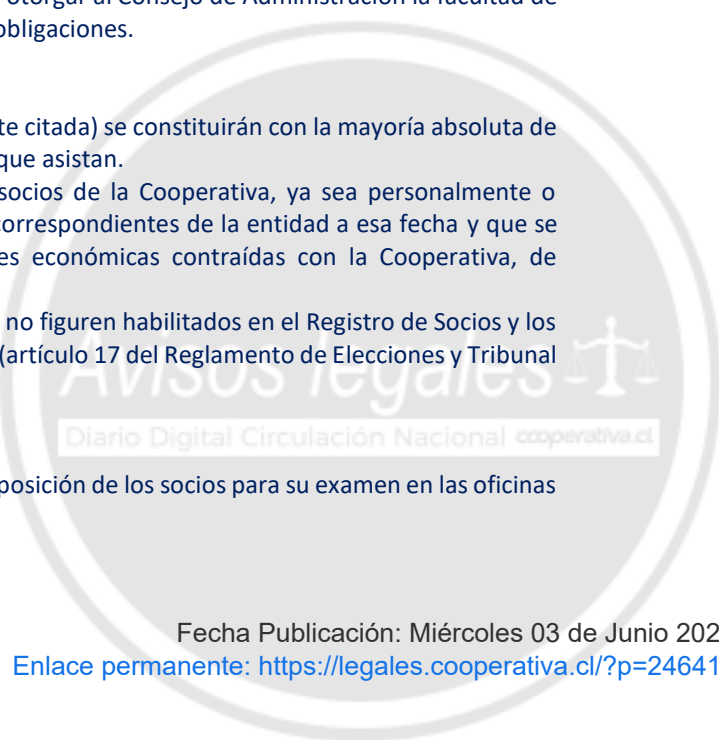 otorgar al Consejo de Administración la facultad de
obligaciones.
te citada) se constituirán con la mayoría absoluta de
que asistan.
socios de la Cooperativa, ya sea personalmente o
correspondientes de la entidad a esa fecha y que se
es económicas contraídas con la Cooperativa, de
no figuren habilitados en el Registro de Socios y los
(artículo 17 del Reglamento de Elecciones y Tribunal
Avisos legales
Diario Digital Circulación Nacional cooperativa.cl
posición de los socios para su examen en las oficinas
Fecha Publicación: Miércoles 03 de Junio 202
Enlace permanente: https://legales.cooperativa.cl/?p=24641